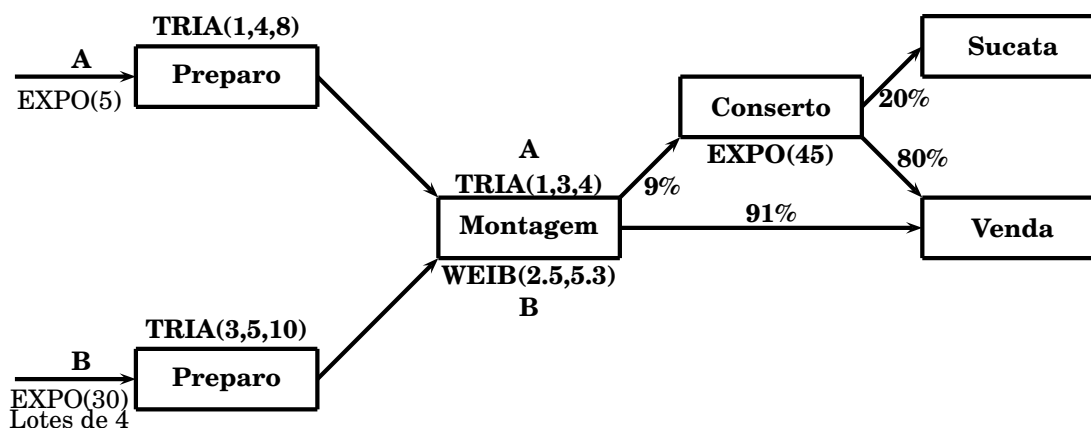 TRIA(1,4,8)
A
Preparo
EXPO(5)
Sucata
20%
Conserto
EXPO(45)
80%
A
TRIA(1,3,4)
9%
Montagem
91%
Venda
WEIB(2.5,5.3)
B
TRIA(3,5,10)
B
Preparo
EXPO(30)
Lotes de 4